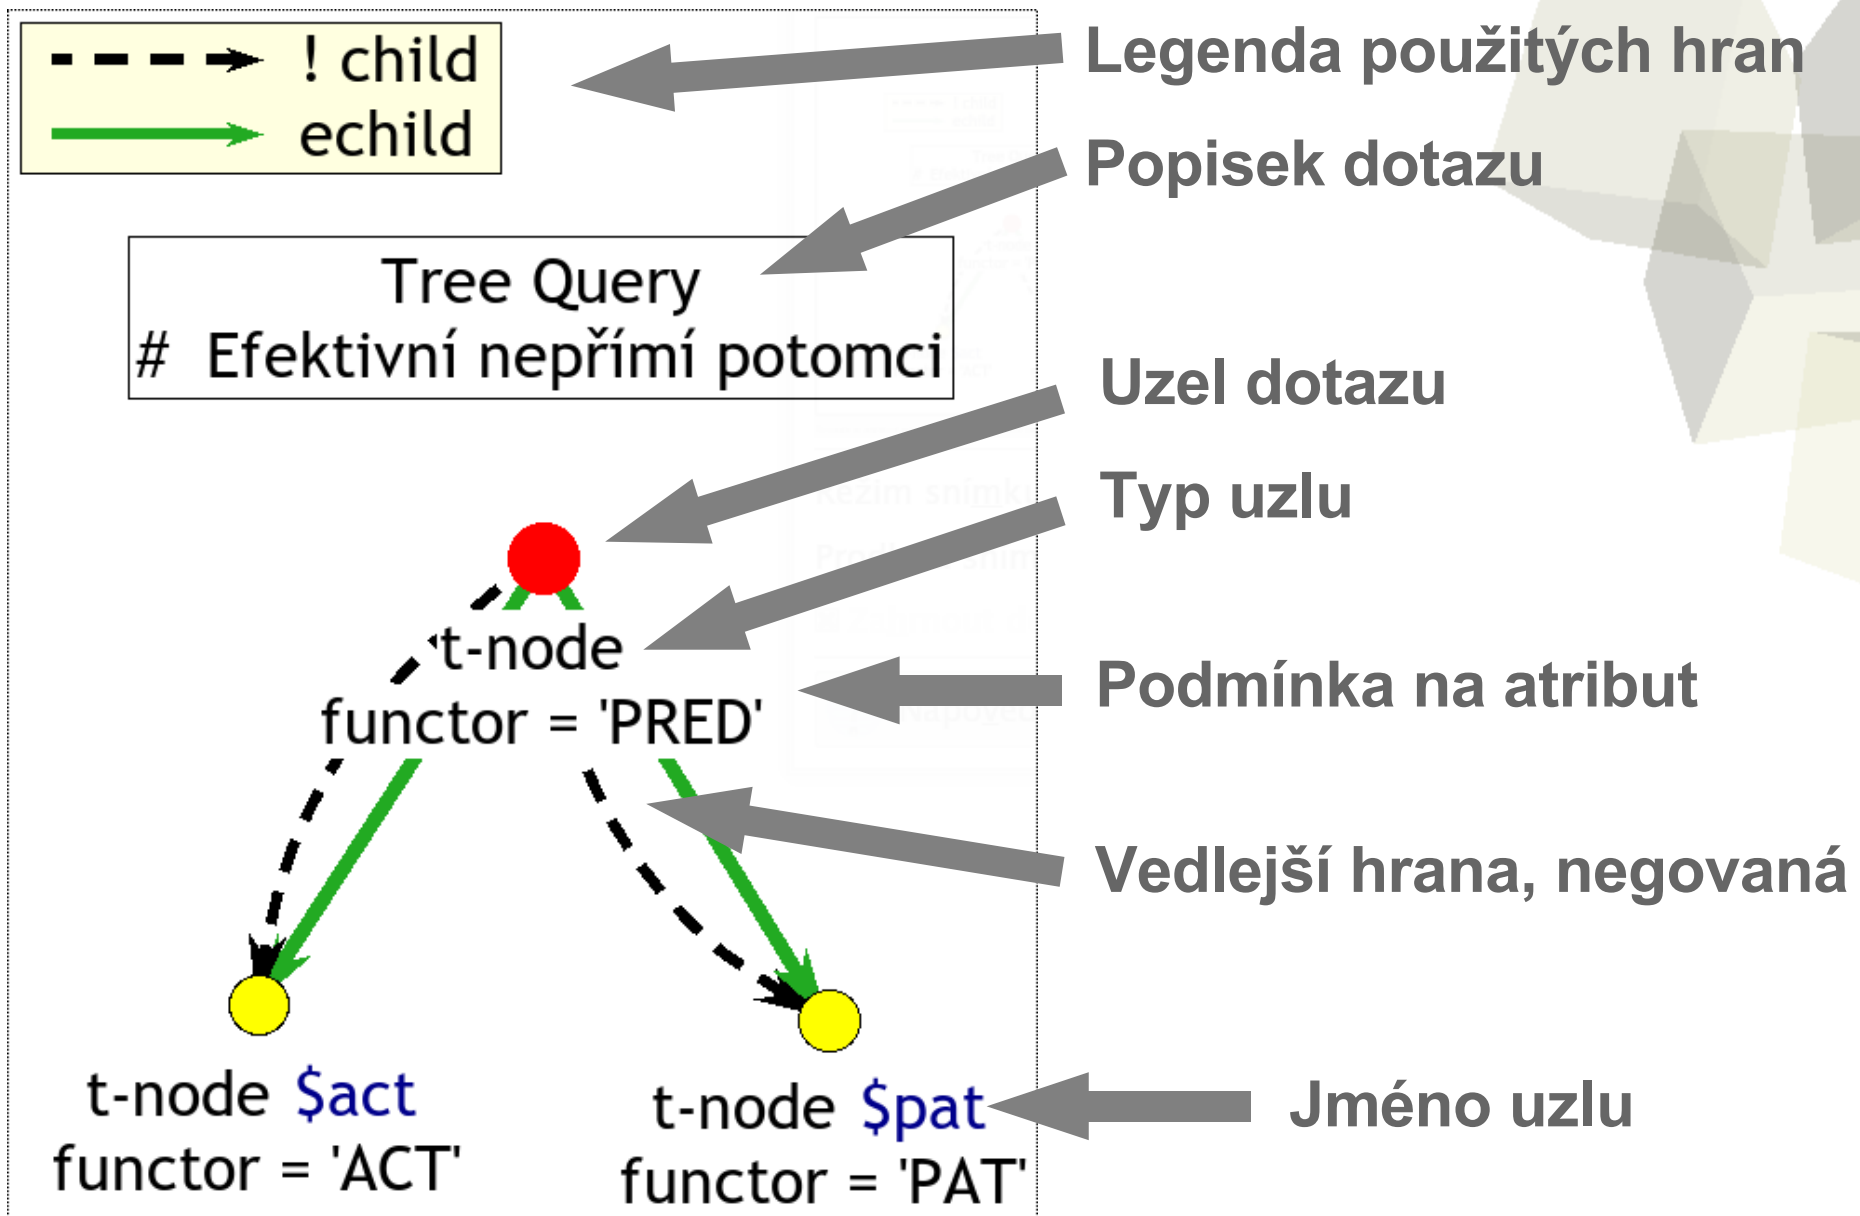 ! child
echild
Legenda použitých hran
Popisek dotazu
Tree Query
# Efektivní nepřímí potomci
Uzel dotazu
Typ uzlu
t-node
functor = 'PRED'
Podmínka na atribut
Vedlejší hrana, negovaná
t-node $act
functor = 'ACT'
t-node $pat
functor = 'PAT'
Jméno uzlu